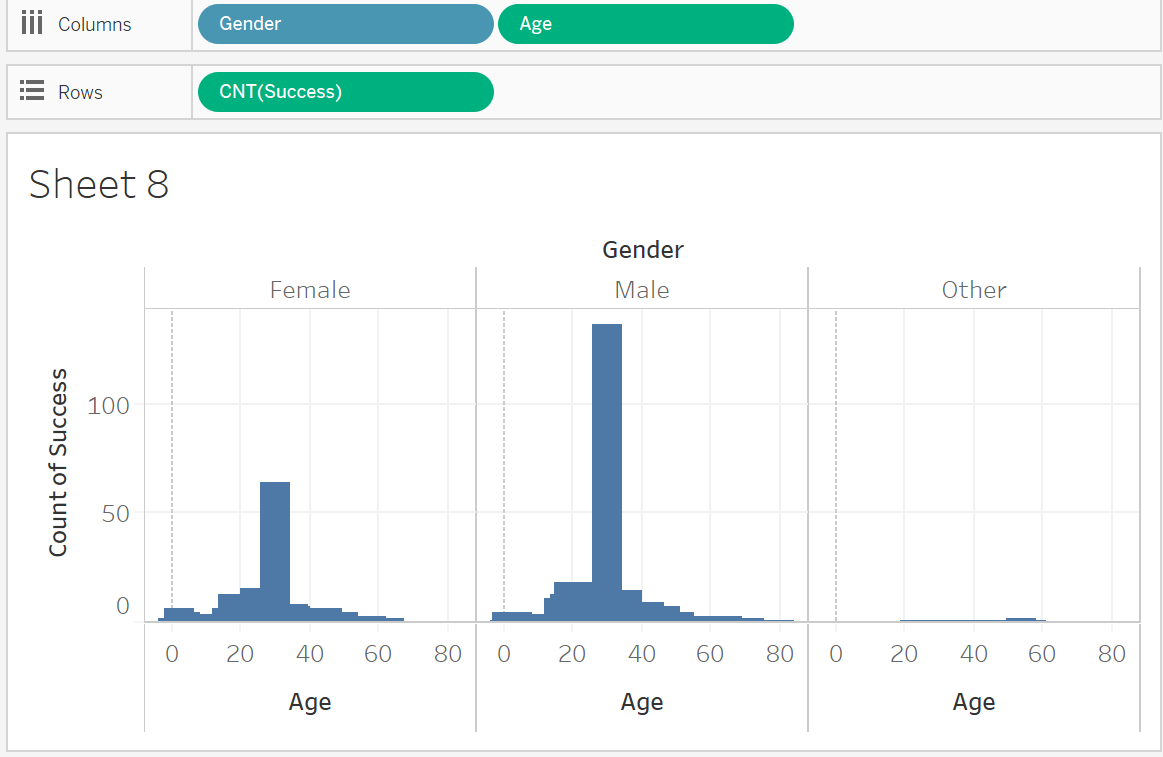 Columns Gender Age
Rows CNT(Success)
Sheet 8
Gender
Female Male Other
Count of Success
100
50
0
0 20 40 60 80 0 20 40 60 80 0 20 40 60 80
Age Age Age